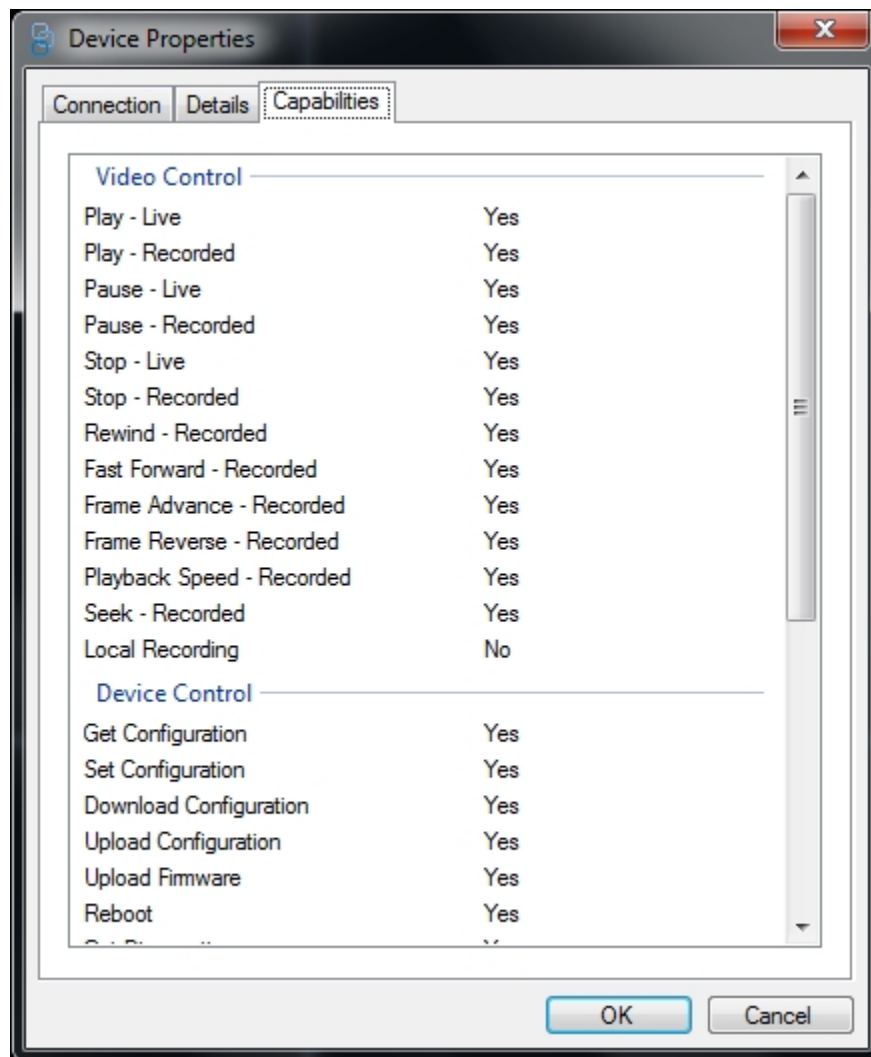 Device Properties
Connection Details Capabilities
Video Control
Play - Live Yes
Play - Recorded Yes
Pause - Live Yes
Pause - Recorded Yes
Stop - Live Yes
Stop - Recorded Yes
Rewind - Recorded Yes
Fast Forward - Recorded Yes
Frame Advance - Recorded Yes
Frame Reverse - Recorded Yes
Playback Speed - Recorded Yes
Seek - Recorded Yes
Local Recording No
Device Control
Get Configuration Yes
Set Configuration Yes
Download Configuration Yes
Upload Configuration Yes
Upload Firmware Yes
Reboot Yes
OK Cancel